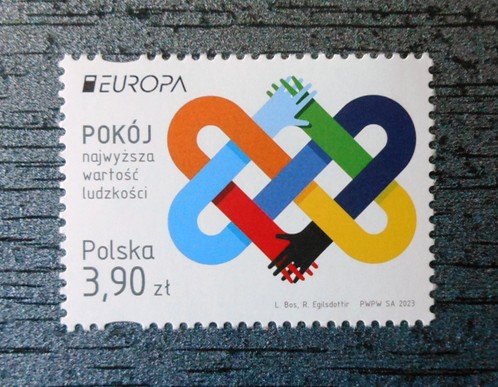 EUROPA
POKÓJ
najwyższa
wartość
ludzkości
Polska
3,90 zł
L. Bos, R. Egilsdottir PWPW SA 2023